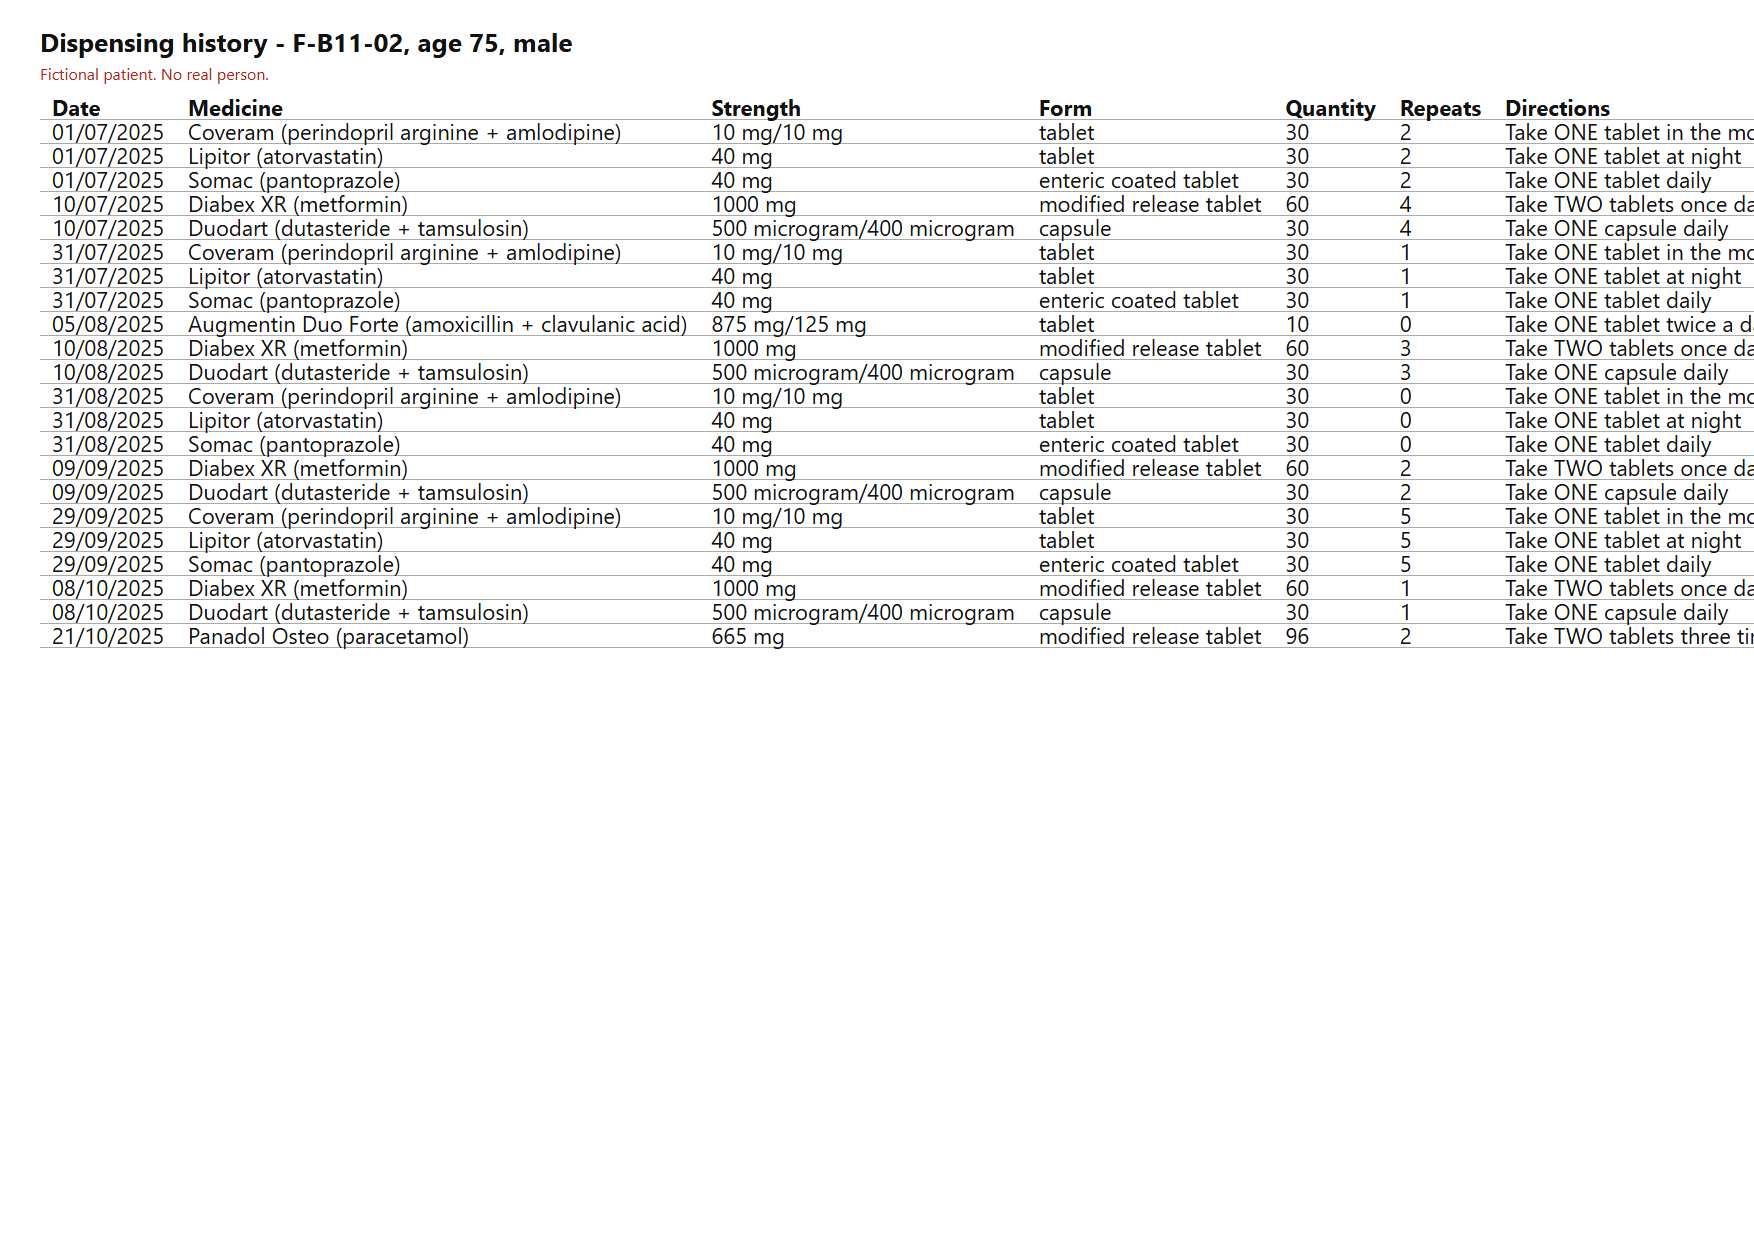 Dispensing history - F-B11-02, age 75, male
Fictional patient. No real person.
Date Medicine Strength Form Quantity Repeats Directions
01/07/2025 Coveram (perindopril arginine + amlodipine) 10 mg/10 mg tablet 30 2 Take ONE tablet in the
01/07/2025 Lipitor (atorvastatin) 40 mg tablet 30 2 Take ONE tablet at night
01/07/2025 Somac (pantoprazole) 40 mg enteric coated tablet 30 2 Take ONE tablet daily
10/07/2025 Diabex XR (metformin) 1000 mg modified release tablet 60 4 Take TWO tablets once
10/07/2025 Duodart (dutasteride + tamsulosin) 500 microgram/400 microgram capsule 30 4 Take ONE capsule daily
31/07/2025 Coveram (perindopril arginine + amlodipine) 10 mg/10 mg tablet 30 1 Take ONE tablet in the
31/07/2025 Lipitor (atorvastatin) 40 mg tablet 30 1 Take ONE tablet at night
31/07/2025 Somac (pantoprazole) 40 mg enteric coated tablet 30 1 Take ONE tablet daily
05/08/2025 Augmentin Duo Forte (amoxicillin + clavulanic acid) 875 mg/125 mg tablet 10 0 Take ONE tablet twice a
10/08/2025 Diabex XR (metformin) 1000 mg modified release tablet 60 3 Take TWO tablets once
10/08/2025 Duodart (dutasteride + tamsulosin) 500 microgram/400 microgram capsule 30 3 Take ONE capsule daily
31/08/2025 Coveram (perindopril arginine + amlodipine) 10 mg/10 mg tablet 30 0 Take ONE tablet in the
31/08/2025 Lipitor (atorvastatin) 40 mg tablet 30 0 Take ONE tablet at night
31/08/2025 Somac (pantoprazole) 40 mg enteric coated tablet 30 0 Take ONE tablet daily
09/09/2025 Diabex XR (metformin) 1000 mg modified release tablet 60 2 Take TWO tablets once
09/09/2025 Duodart (dutasteride + tamsulosin) 500 microgram/400 microgram capsule 30 2 Take ONE capsule daily
29/09/2025 Coveram (perindopril arginine + amlodipine) 10 mg/10 mg tablet 30 5 Take ONE tablet in the
29/09/2025 Lipitor (atorvastatin) 40 mg tablet 30 5 Take ONE tablet at night
29/09/2025 Somac (pantoprazole) 40 mg enteric coated tablet 30 5 Take ONE tablet daily
08/10/2025 Diabex XR (metformin) 1000 mg modified release tablet 60 1 Take TWO tablets once
08/10/2025 Duodart (dutasteride + tamsulosin) 500 microgram/400 microgram capsule 30 1 Take ONE capsule daily
21/10/2025 Panadol Osteo (paracetamol) 665 mg modified release tablet 96 2 Take TWO tablets three